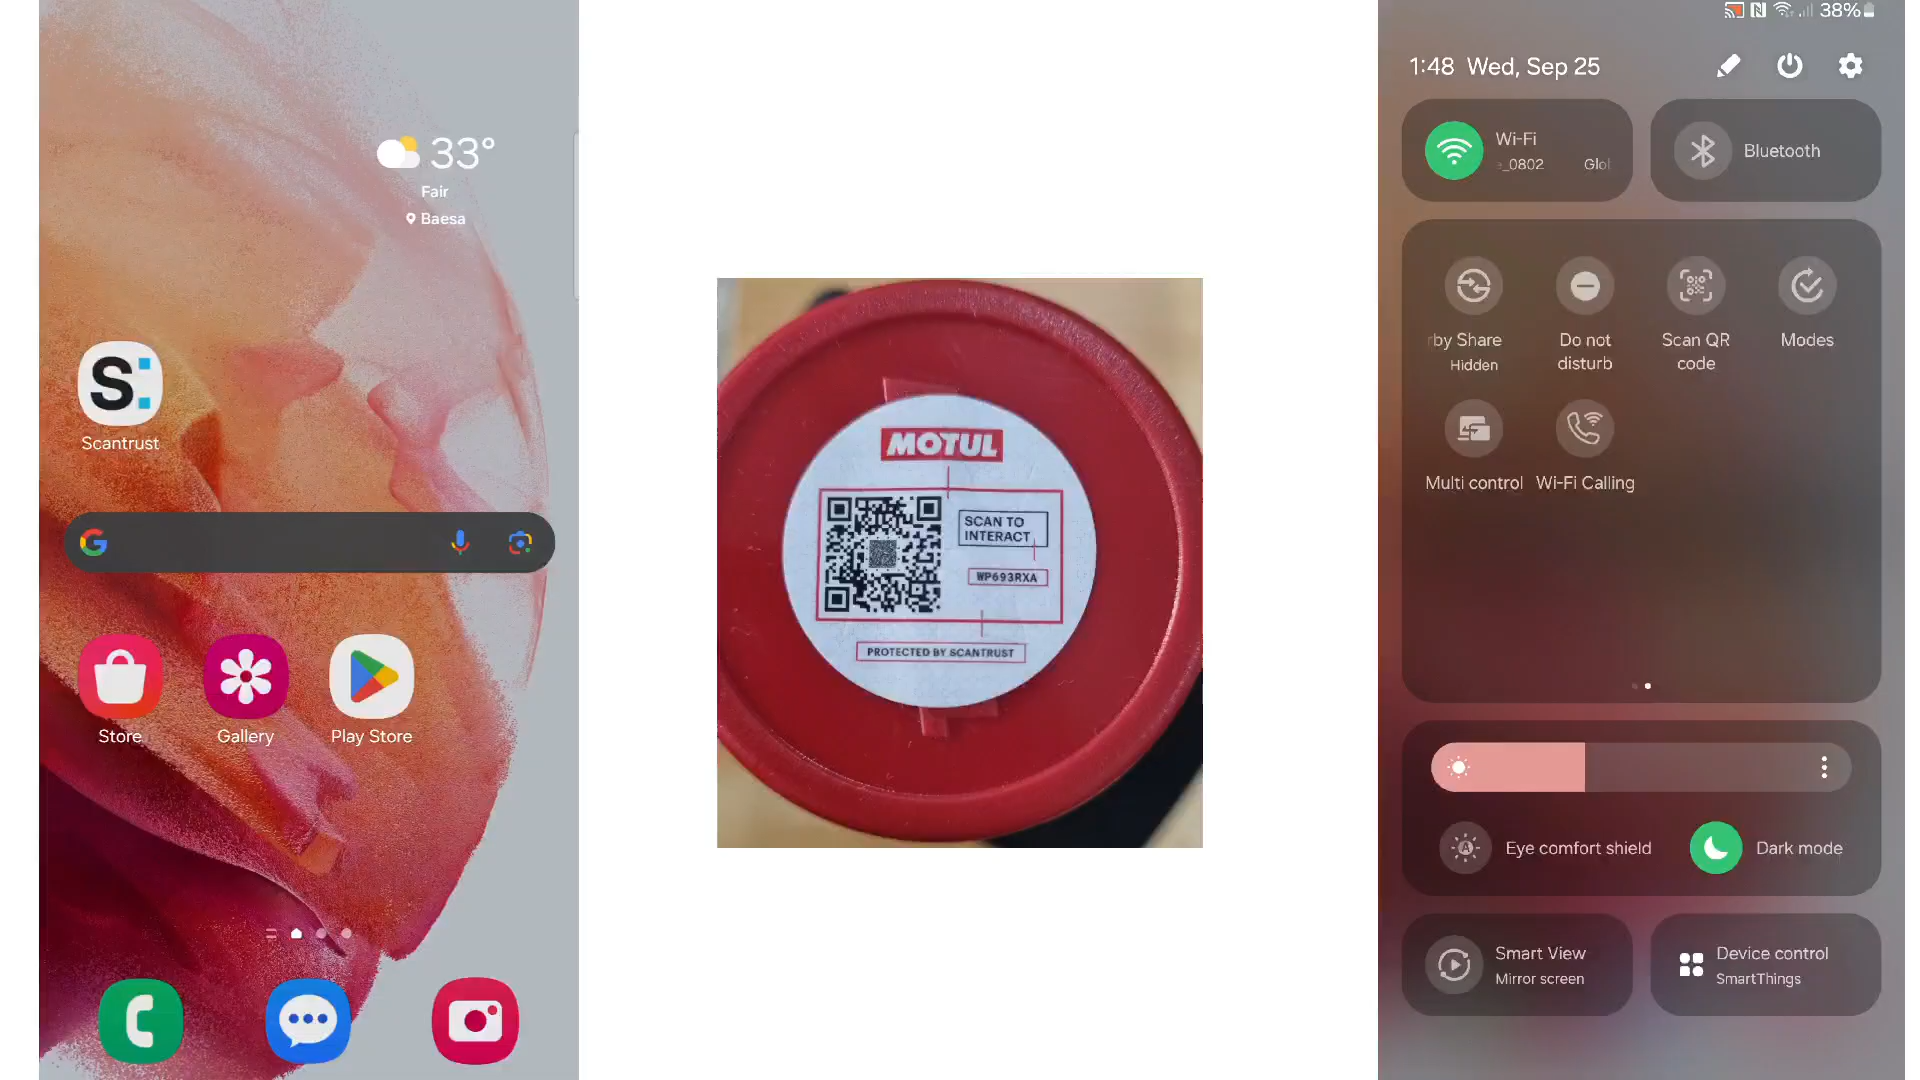 33°
Fair
Baesa
S:
Scantrust
G
Store
Gallery
Play Store
MOTUL
SCAN TO
INTERACT
WP693RXA
PROTECTED BY SCANTRUST
38%
1:48 Wed, Sep 25
Wi-Fi
_0802 Glo
Bluetooth
rby Share
Hidden
Do not
disturb
Scan QR
code
Modes
Multi control
Wi-Fi Calling
A
Eye comfort shield
Dark mode
Smart View
Mirror screen
Device control
SmartThings